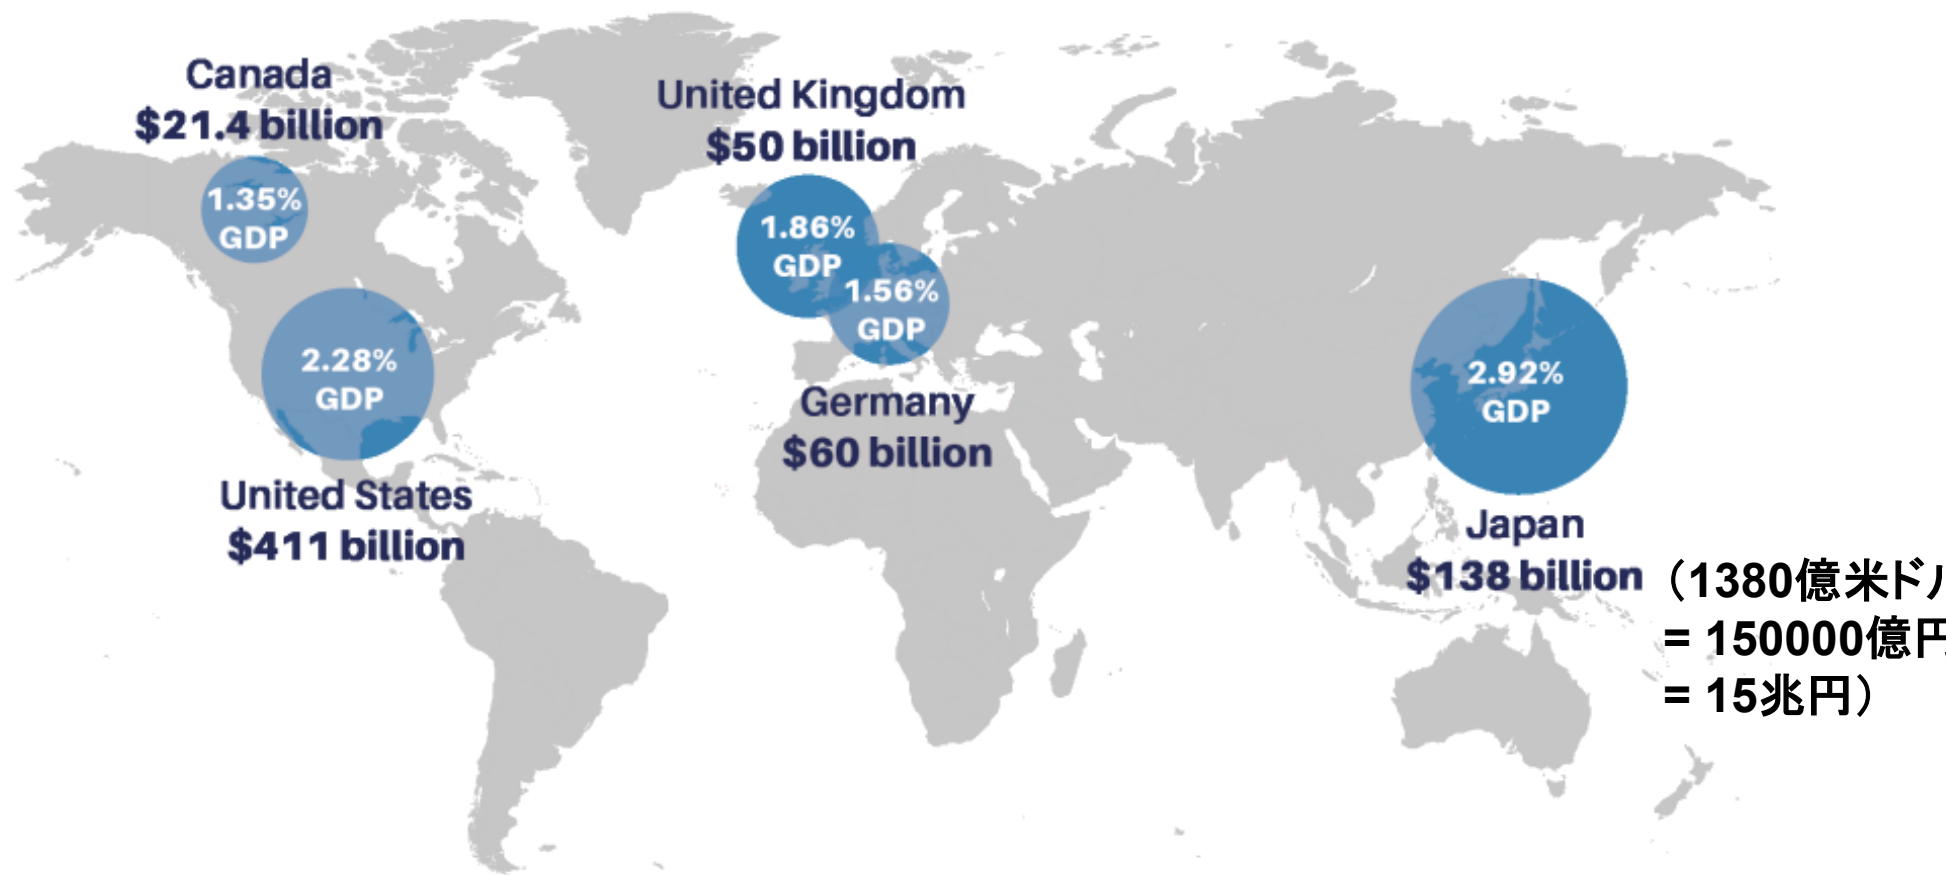 Canada
$21.4 billion
1.35%
GDP
United Kingdom
$50 billion
1.86%
GDP
1.56%
GDP
Germany
$60 billion
2.28%
GDP
United States
$411 billion
2.92%
GDP
Japan
$138 billion （1380億米ド
= 150000億円
= 15兆円）